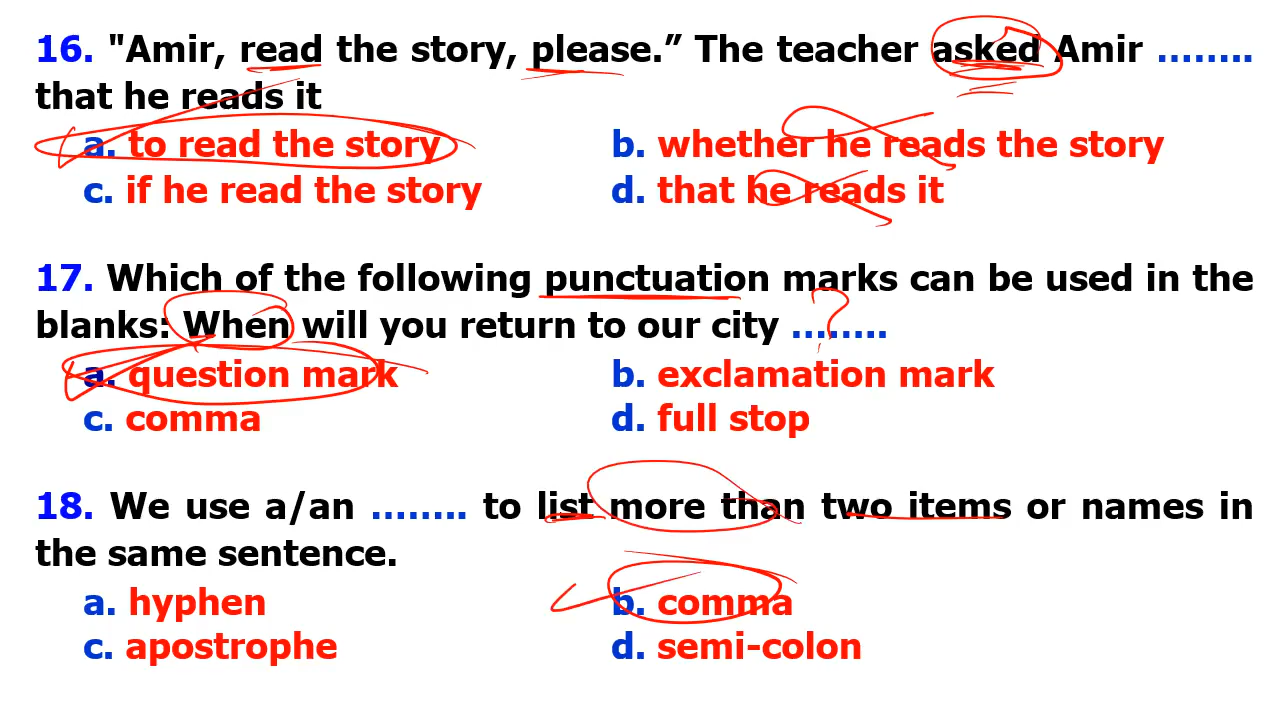 16. "Amir, read the story, please.” The teacher asked Amir ........
that he reads it
a. to read the story b. whether he reads the story
c. if he read the story d. that he reads it
17. Which of the following punctuation marks can be used in the
blanks: When will you return to our city ........ ?
a. question mark b. exclamation mark
c. comma d. full stop
18. We use a/an ........ to list more than two items or names in
the same sentence.
a. hyphen b. comma
c. apostrophe d. semi-colon